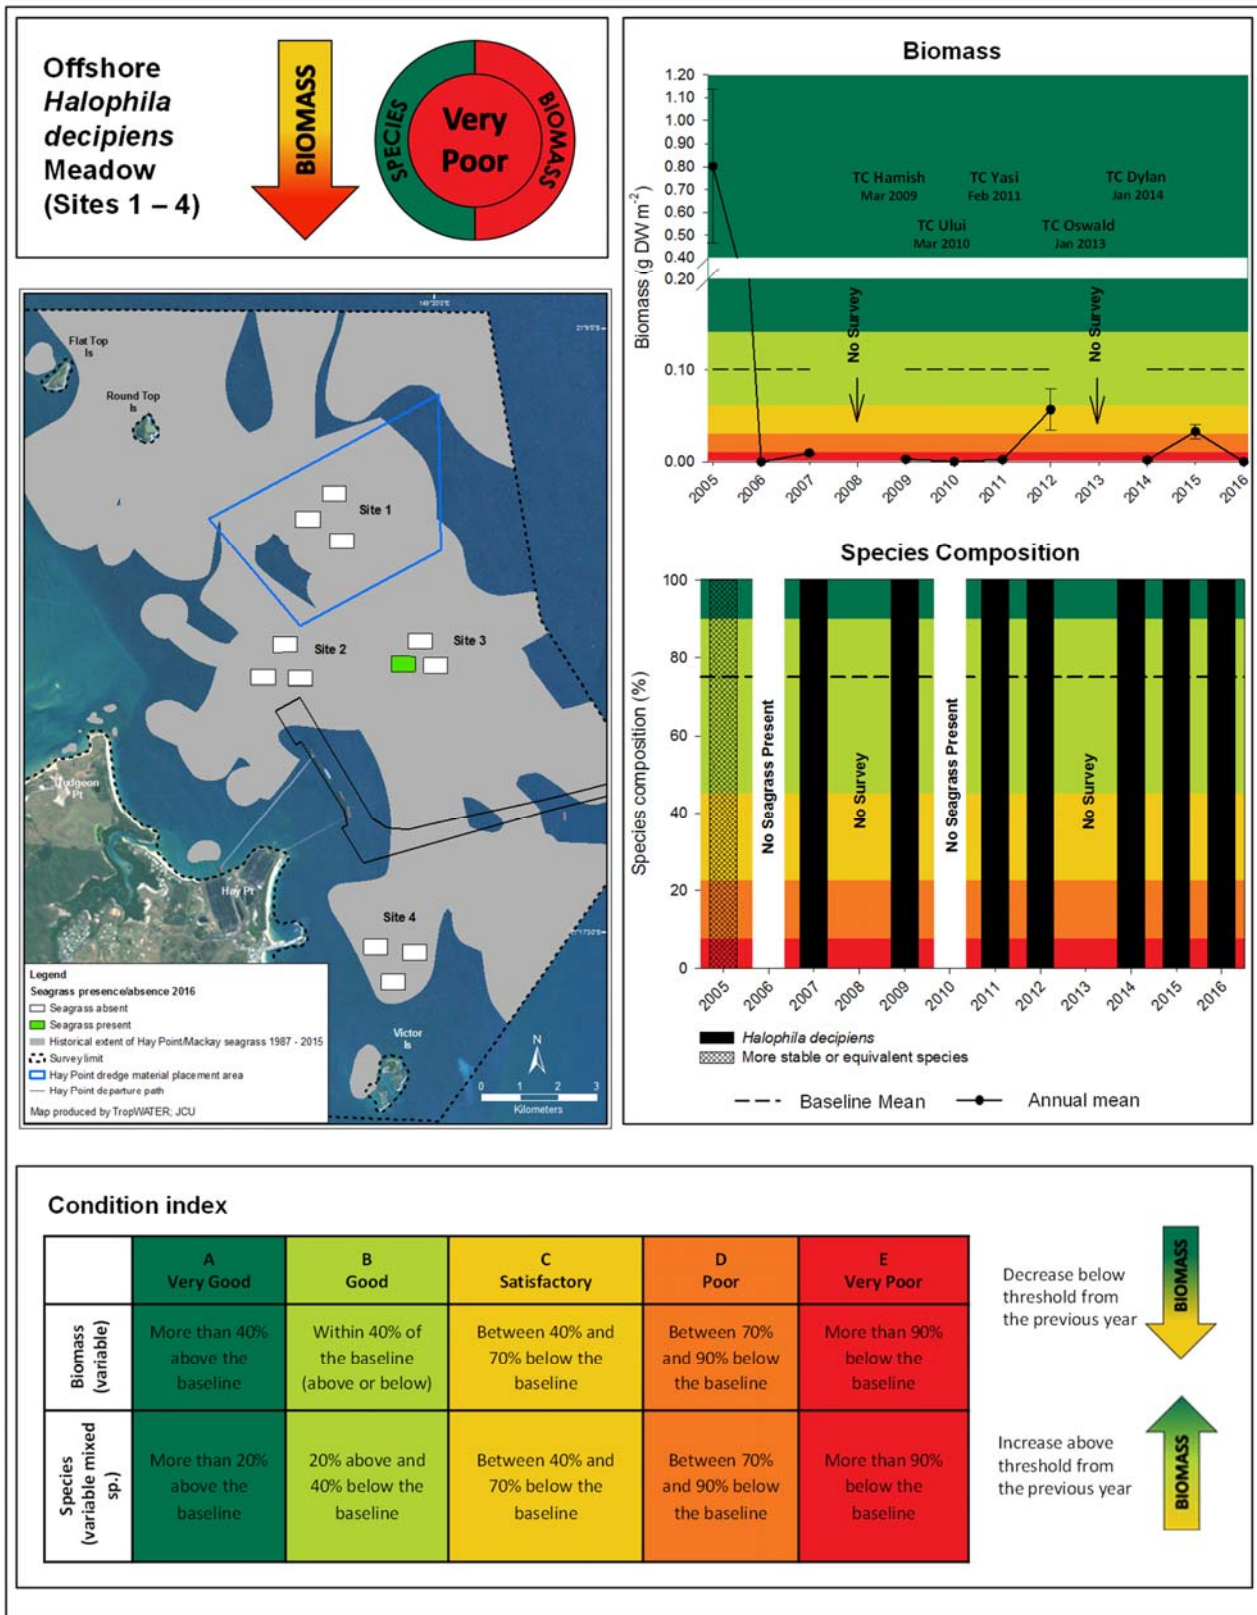 Offshore
Halophila
decipiens
Meadow
(Sites 1 – 4)
BIOMASS
SPECIES
Very
Poor
BIOMASS
149°20'0"E
21°9'5"E
Flat Top
Is
Round Top
Is
Site 1
Site 2
Site 3
Site 4
Hay Pt
Victor
Is
N
0 1 2 3
Kilometers
Legend
Seagrass presence/absence 2016
Seagrass absent
Seagrass present
Historical extent of Hay Point/Mackay seagrass 1987 - 2015
Survey limit
Hay Point dredge material placement area
Hay Point departure path
Map produced by TropWATER; JCU
Biomass
Biomass (g DW m-2)
1.20
1.10
1.00
0.90
0.80
0.70
0.60
0.50
0.40
0.20
0.10
0.00
TC Hamish
Mar 2009
TC Yasi
Feb 2011
TC Dylan
Jan 2014
TC Ului
Mar 2010
TC Oswald
Jan 2013
No Survey
No Survey
2005 2006 2007 2008 2009 2010 2011 2012 2013 2014 2015 2016
Species Composition
Species composition (%)
100
80
60
40
20
0
No Seagrass Present
No Survey
No Seagrass Present
No Survey
2005 2006 2007 2008 2009 2010 2011 2012 2013 2014 2015 2016
Halophila decipiens
More stable or equivalent species
Baseline Mean
Annual mean
Condition index
A
Very Good
B
Good
C
Satisfactory
D
Poor
E
Very Poor
Biomass
(variable)
More than 40%
above the
baseline
Within 40% of
the baseline
(above or below)
Between 40% and
70% below the
baseline
Between 70%
and 90% below
the baseline
More than 90%
below the
baseline
Species
(variable mixed
sp.)
More than 20%
above the
baseline
20% above and
40% below the
baseline
Between 40% and
70% below the
baseline
Between 70%
and 90% below
the baseline
More than 90%
below the
baseline
Decrease below
threshold from
the previous year
BIOMASS
Increase above
threshold from
the previous year
BIOMASS